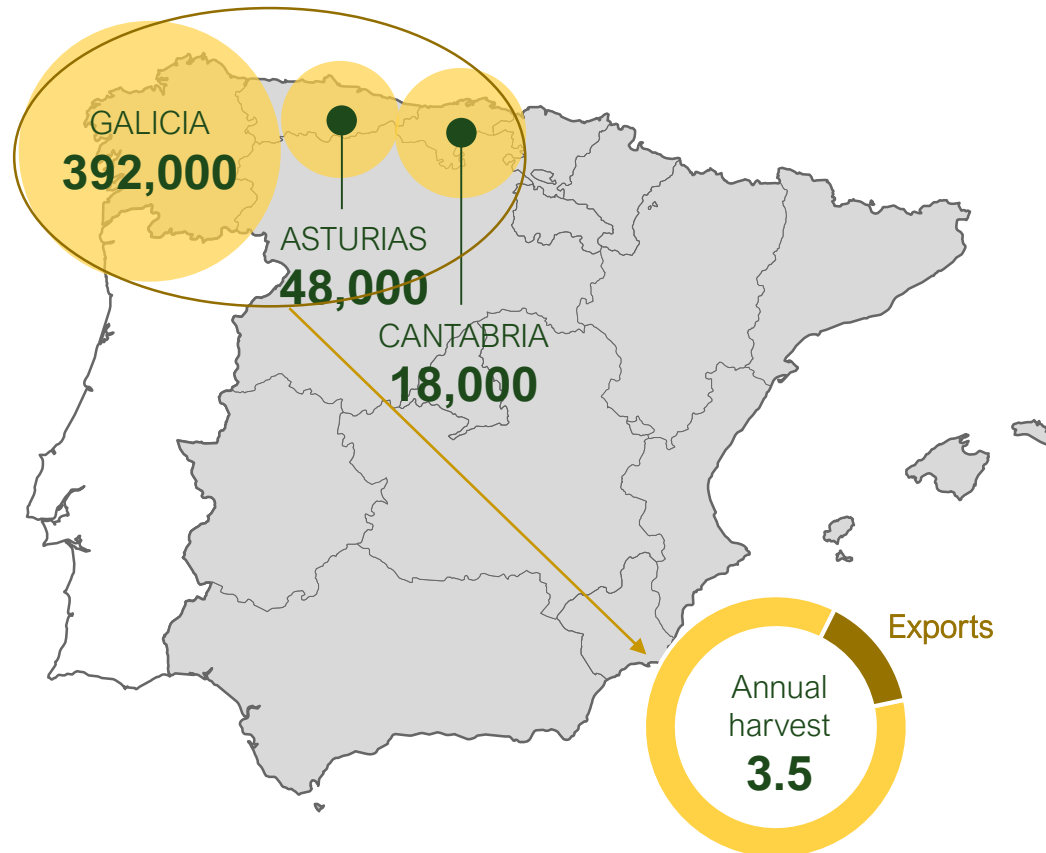 GALICIA
392,000
ASTURIAS
48,000
CANTABRIA
18,000
Exports
Annual
harvest
3.5